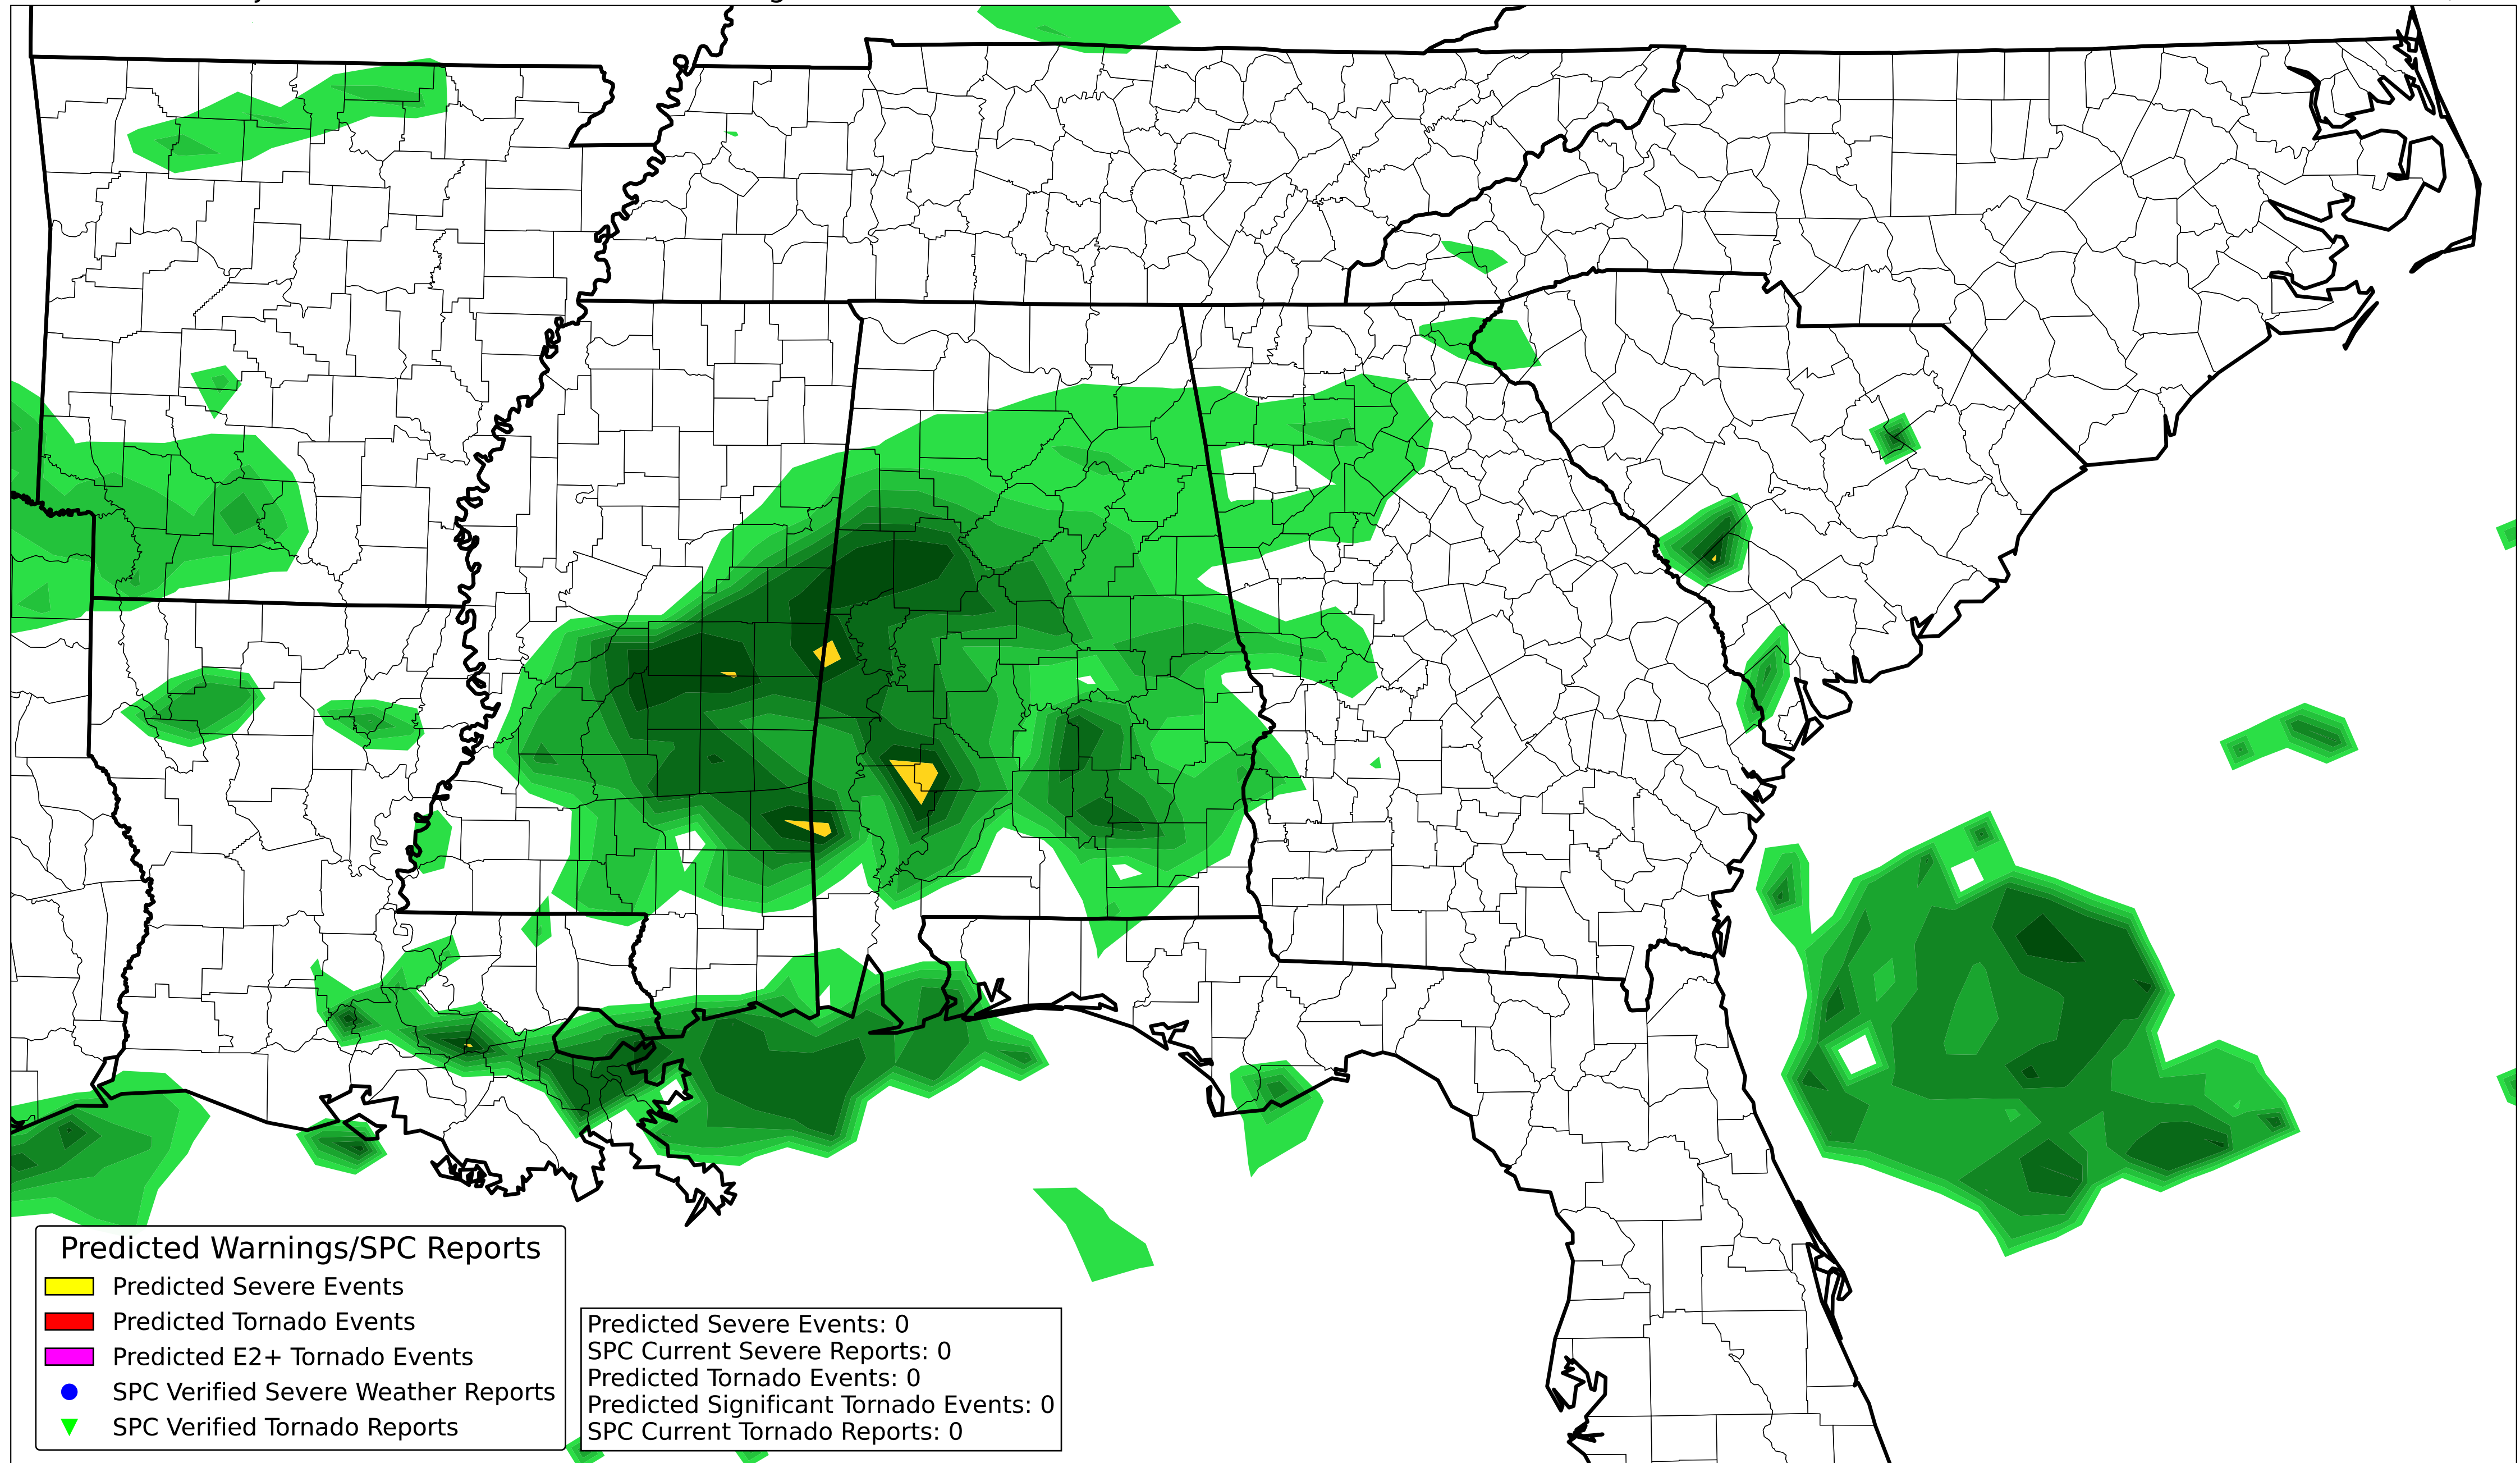 Predicted Warnings/SPC Reports
Predicted Severe Events
Predicted Tornado Events
Predicted E2+ Tornado Events
SPC Verified Severe Weather Reports
SPC Verified Tornado Reports
Predicted Severe Events: 0
SPC Current Severe Reports: 0
Predicted Tornado Events: 0
Predicted Significant Tornado Events: 0
SPC Current Tornado Reports: 0